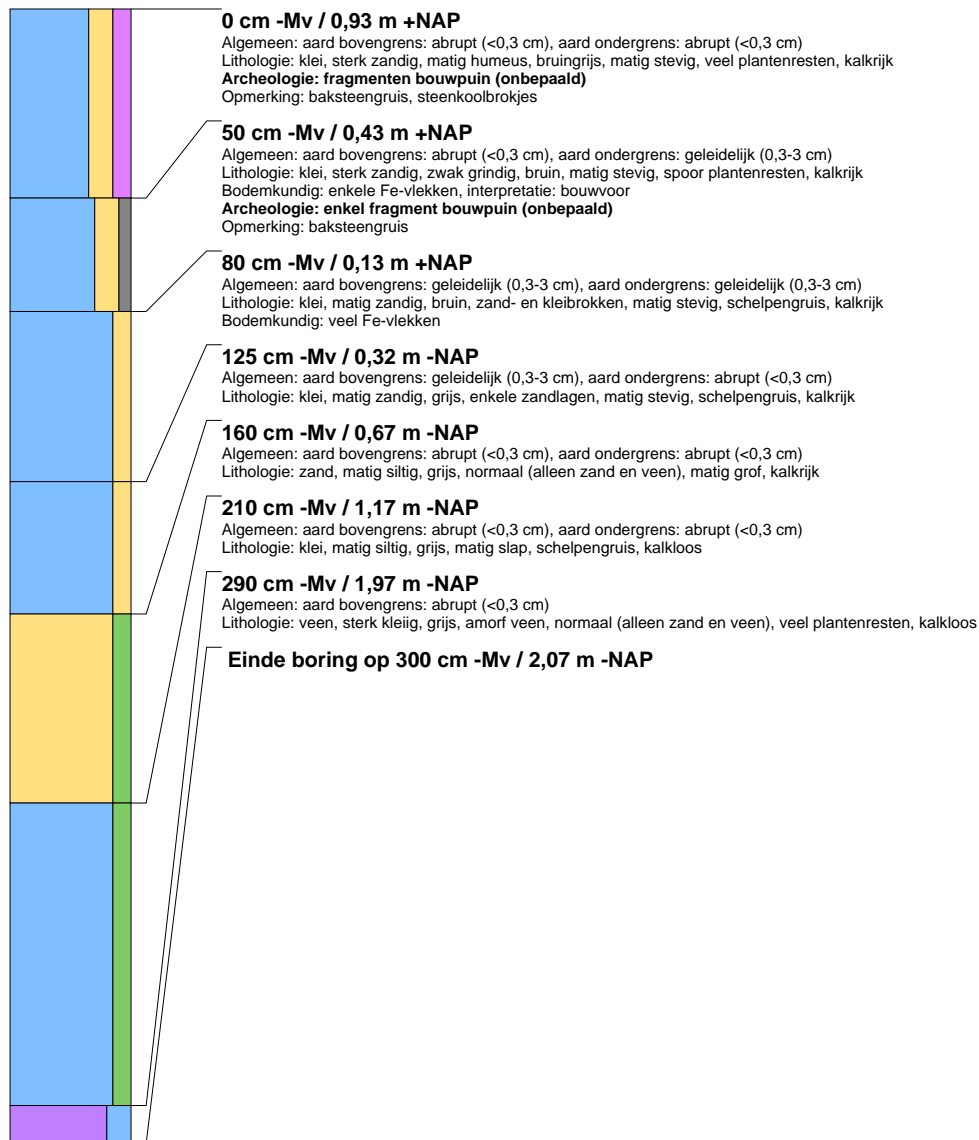 0 cm -Mv / 0,93 m +NAP
Algemeen: aard bovengrens: abrupt (<0,3 cm), aard ondergrens: abrupt (<0,3 cm)
Lithologie: klei, sterk zandig, matig humeus, bruingrijs, matig stevig, veel plantenresten, kalkrijk
Archeologie: fragmenten bouwpuin (onbepaald)
Opmerking: baksteengruis, steenkoolbrokjes
50 cm -Mv / 0,43 m +NAP
Algemeen: aard bovengrens: abrupt (<0,3 cm), aard ondergrens: geleidelijk (0,3-3 cm)
Lithologie: klei, sterk zandig, zwak grindig, bruin, matig stevig, spoor plantenresten, kalkrijk
Bodemkundig: enkele Fe-vlekken, interpretatie: bouwvoor
Archeologie: enkel fragment bouwpuin (onbepaald)
Opmerking: baksteengruis
80 cm -Mv / 0,13 m +NAP
Algemeen: aard bovengrens: geleidelijk (0,3-3 cm), aard ondergrens: geleidelijk (0,3-3 cm)
Lithologie: klei, matig zandig, bruin, zand- en kleibrokken, matig stevig, schelpengruis, kalkrijk
Bodemkundig: veel Fe-vlekken
125 cm -Mv / 0,32 m -NAP
Algemeen: aard bovengrens: geleidelijk (0,3-3 cm), aard ondergrens: abrupt (<0,3 cm)
Lithologie: klei, matig zandig, grijs, enkele zandlagen, matig stevig, schelpengruis, kalkrijk
160 cm -Mv / 0,67 m -NAP
Algemeen: aard bovengrens: abrupt (<0,3 cm), aard ondergrens: abrupt (<0,3 cm)
Lithologie: zand, matig siltig, grijs, normaal (alleen zand en veen), matig grof, kalkrijk
210 cm -Mv / 1,17 m -NAP
Algemeen: aard bovengrens: abrupt (<0,3 cm), aard ondergrens: abrupt (<0,3 cm)
Lithologie: klei, matig siltig, grijs, matig slap, schelpengruis, kalkloos
290 cm -Mv / 1,97 m -NAP
Algemeen: aard bovengrens: abrupt (<0,3 cm)
Lithologie: veen, sterk kleiig, grijs, amorf veen, normaal (alleen zand en veen), veel plantenresten, kalkloos
Einde boring op 300 cm -Mv / 2,07 m -NAP